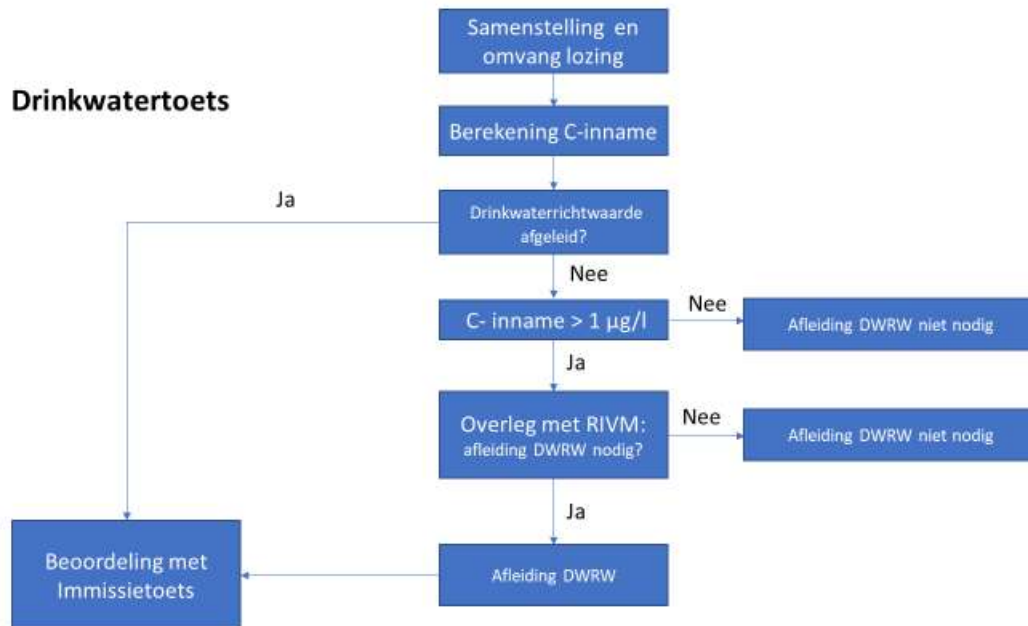 Samenstelling en
omvang lozing
Drinkwatertoets
Berekening C-inname
Ja
Drinkwaterrichtwaarde
afgeleid?
Nee
C- inname > 1 µg/l
Nee
Afleiding DWRW niet nodig
Ja
Overleg met RIVM:
afleiding DWRW nodig?
Nee
Afleiding DWRW niet nodig
Ja
Beoordeling met
Immissietoets
Afleiding DWRW